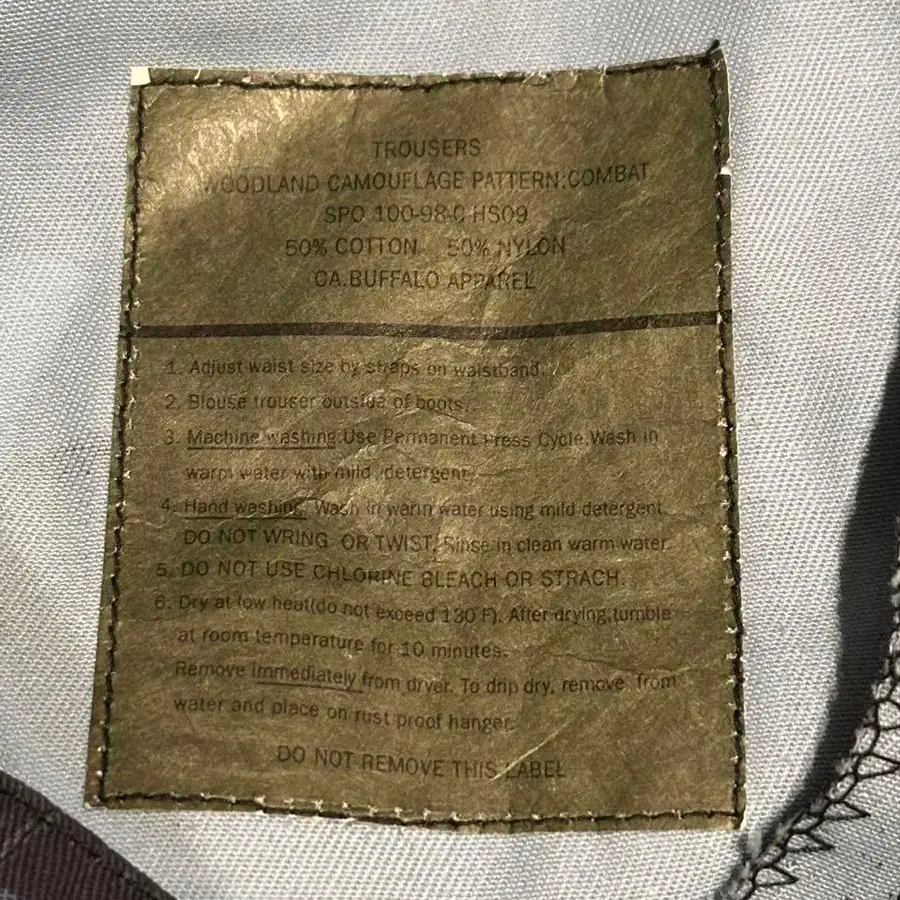 TROUSERS
WOODLAND CAMOUFLAGE PATTERN:COMBAT
SPO 100-98-C HS09
50% COTTON 50% NYLON
CA.BUFFALO APPAREL
1. Adjust waist size by straps on waistband.
2. Blouse trouser outside of boots.
3. Machine washing.Use Permanent Press Cycle.Wash in
warm water with mild detergent
4. Hand washing. Wash in warm water using mild detergent.
DO NOT WRING OR TWIST. Rinse in clean warm water.
5. DO NOT USE CHLORINE BLEACH OR STRACH.
6. Dry at low heat(do not exceed 130 F). After drying,tumble
at room temperature for 10 minutes.
Remove immediately from dryer. To drip dry, remove from
water and place on rust proof hanger.
DO NOT REMOVE THIS LABEL